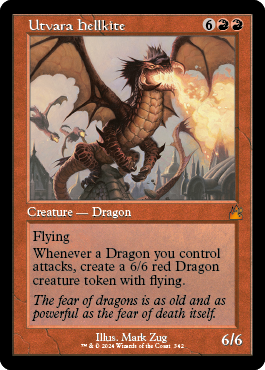 Utvara Hellkite 6
Creature — Dragon
Flying
Whenever a Dragon you control
attacks, create a 6/6 red Dragon
creature token with flying.
The fear of dragons is as old and as
powerful as the fear of death itself.
Illus. Mark Zug
6/6
™ & © 2024 Wizards of the Coast 342